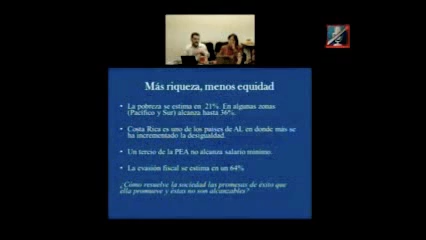 Más riqueza, menos equidad
• La pobreza se estima en 21%. En algunas zonas
(Pacífico y Sur) alcanza hasta 36%.
• Costa Rica es uno de los países de AL en donde más se
ha incrementado la desigualdad.
• Un tercio de la PEA no alcanza salario mínimo.
• La evasión fiscal se estima en un 64%
¿Cómo resuelve la sociedad las promesas de éxito que
ella promueve y éstas no son alcanzables?